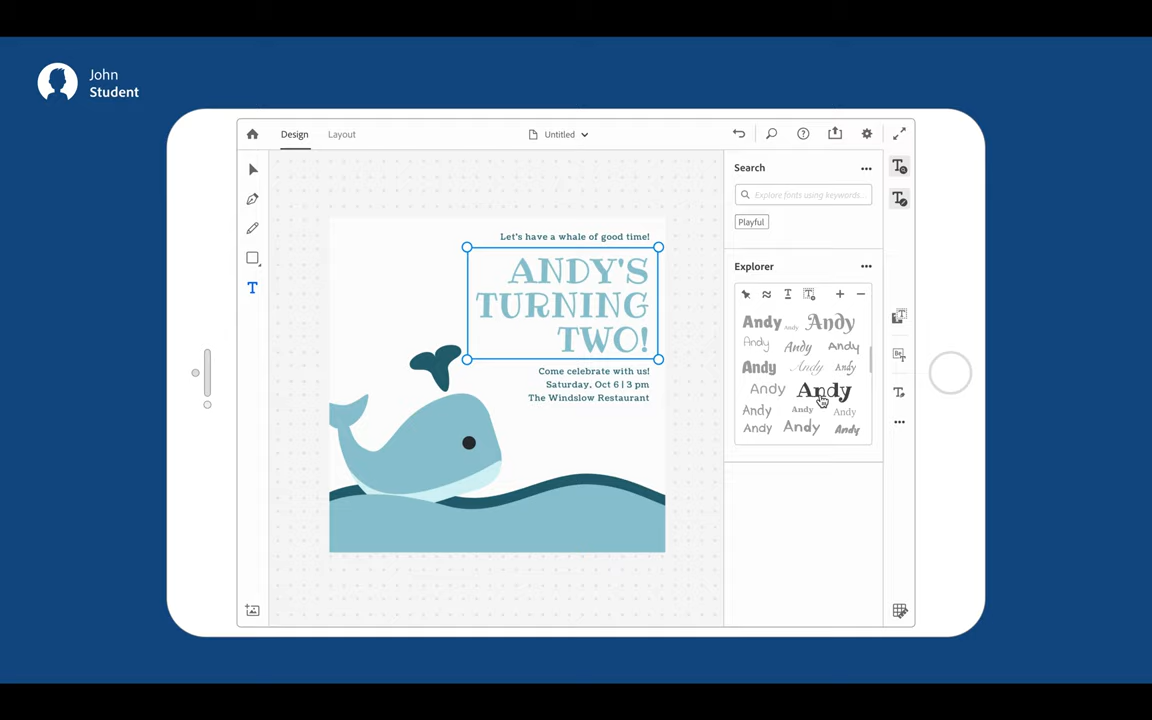 John
Student
Design
Layout
Untitled
Search
Explore fonts using keywords...
Playful
Explorer
Let's have a whale of good time!
ANDY'S
TURNING
TWO!
Come celebrate with us!
Saturday, Oct 6 | 3 pm
The Windslow Restaurant
Andy Andy Andy
Andy Andy Andy
Andy Andy Andy
Andy Andy
Andy Andy Andy
Andy Andy Andy
T
T
T
T
Be T
T